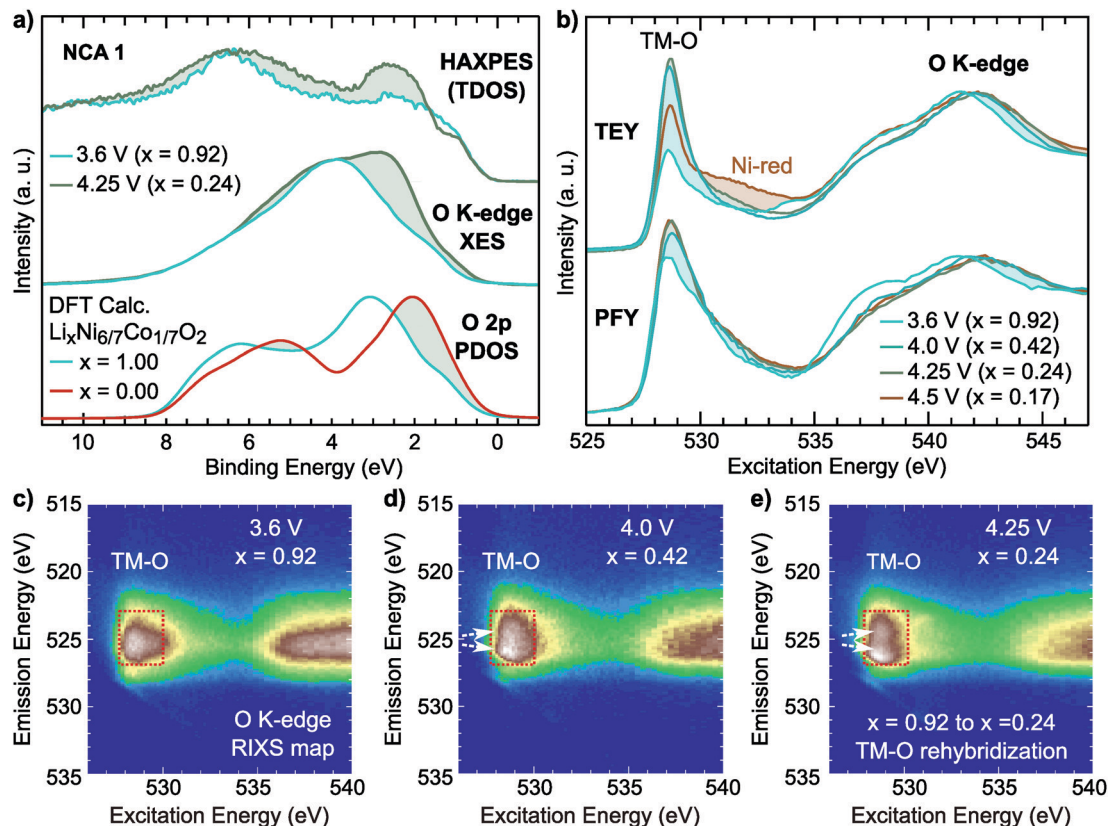 a)
NCA 1
HAXPES
(TDOS)
3.6 V (x = 0.92)
4.25 V (x = 0.24)
O K-edge
XES
DFT Calc.
LiₓNi₆/₇Co₁/₇O₂
x = 1.00
x = 0.00
O 2p
PDOS
Intensity (a. u.)
10 8 6 4 2 0
Binding Energy (eV)
b)
TM-O
O K-edge
TEY
Ni-red
PFY
3.6 V (x = 0.92)
4.0 V (x = 0.42)
4.25 V (x = 0.24)
4.5 V (x = 0.17)
Intensity (a. u.)
525 530 535 540 545
Excitation Energy (eV)
c)
515
520
525
530
535
Emission Energy (eV)
3.6 V
x = 0.92
TM-O
O K-edge
RIXS map
530 535 540
Excitation Energy (eV)
d)
515
520
525
530
535
Emission Energy (eV)
4.0 V
x = 0.42
TM-O
530 535 540
Excitation Energy (eV)
e)
515
520
525
530
535
Emission Energy (eV)
4.25 V
x = 0.24
TM-O
x = 0.92 to x =0.24
TM-O rehybridization
530 535 540
Excitation Energy (eV)